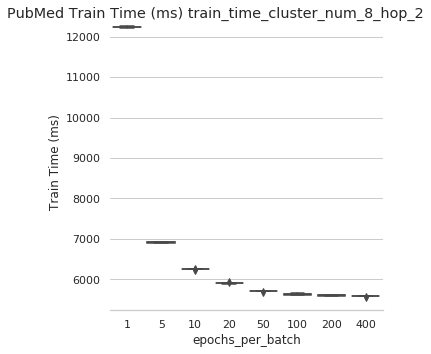 PubMed Train Time (ms) train_time_cluster_num_8_hop_2
12000
11000
10000
9000
8000
7000
6000
Train Time (ms)
1 5 10 20 50 100 200 400
epochs_per_batch